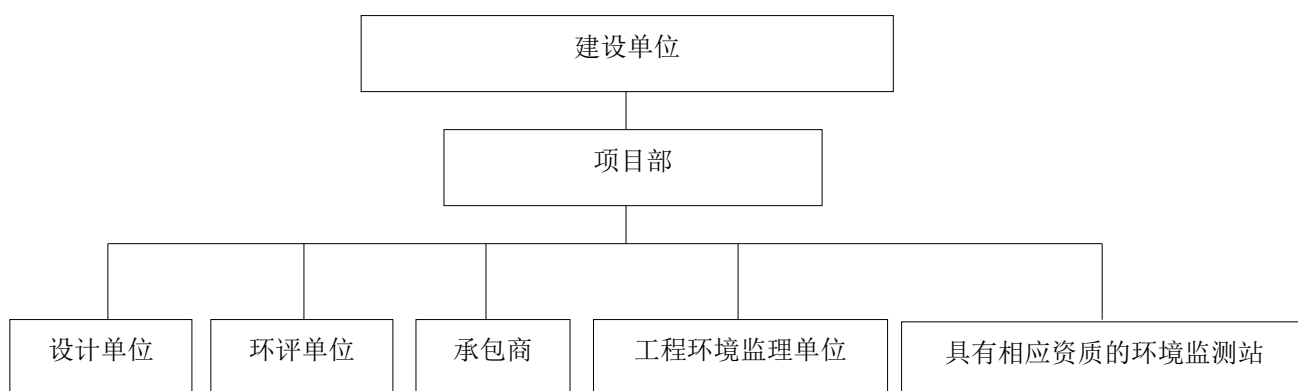 建设单位
项目部
设计单位
环评单位
承包商
工程环境监理单位
具有相应资质的环境监测站